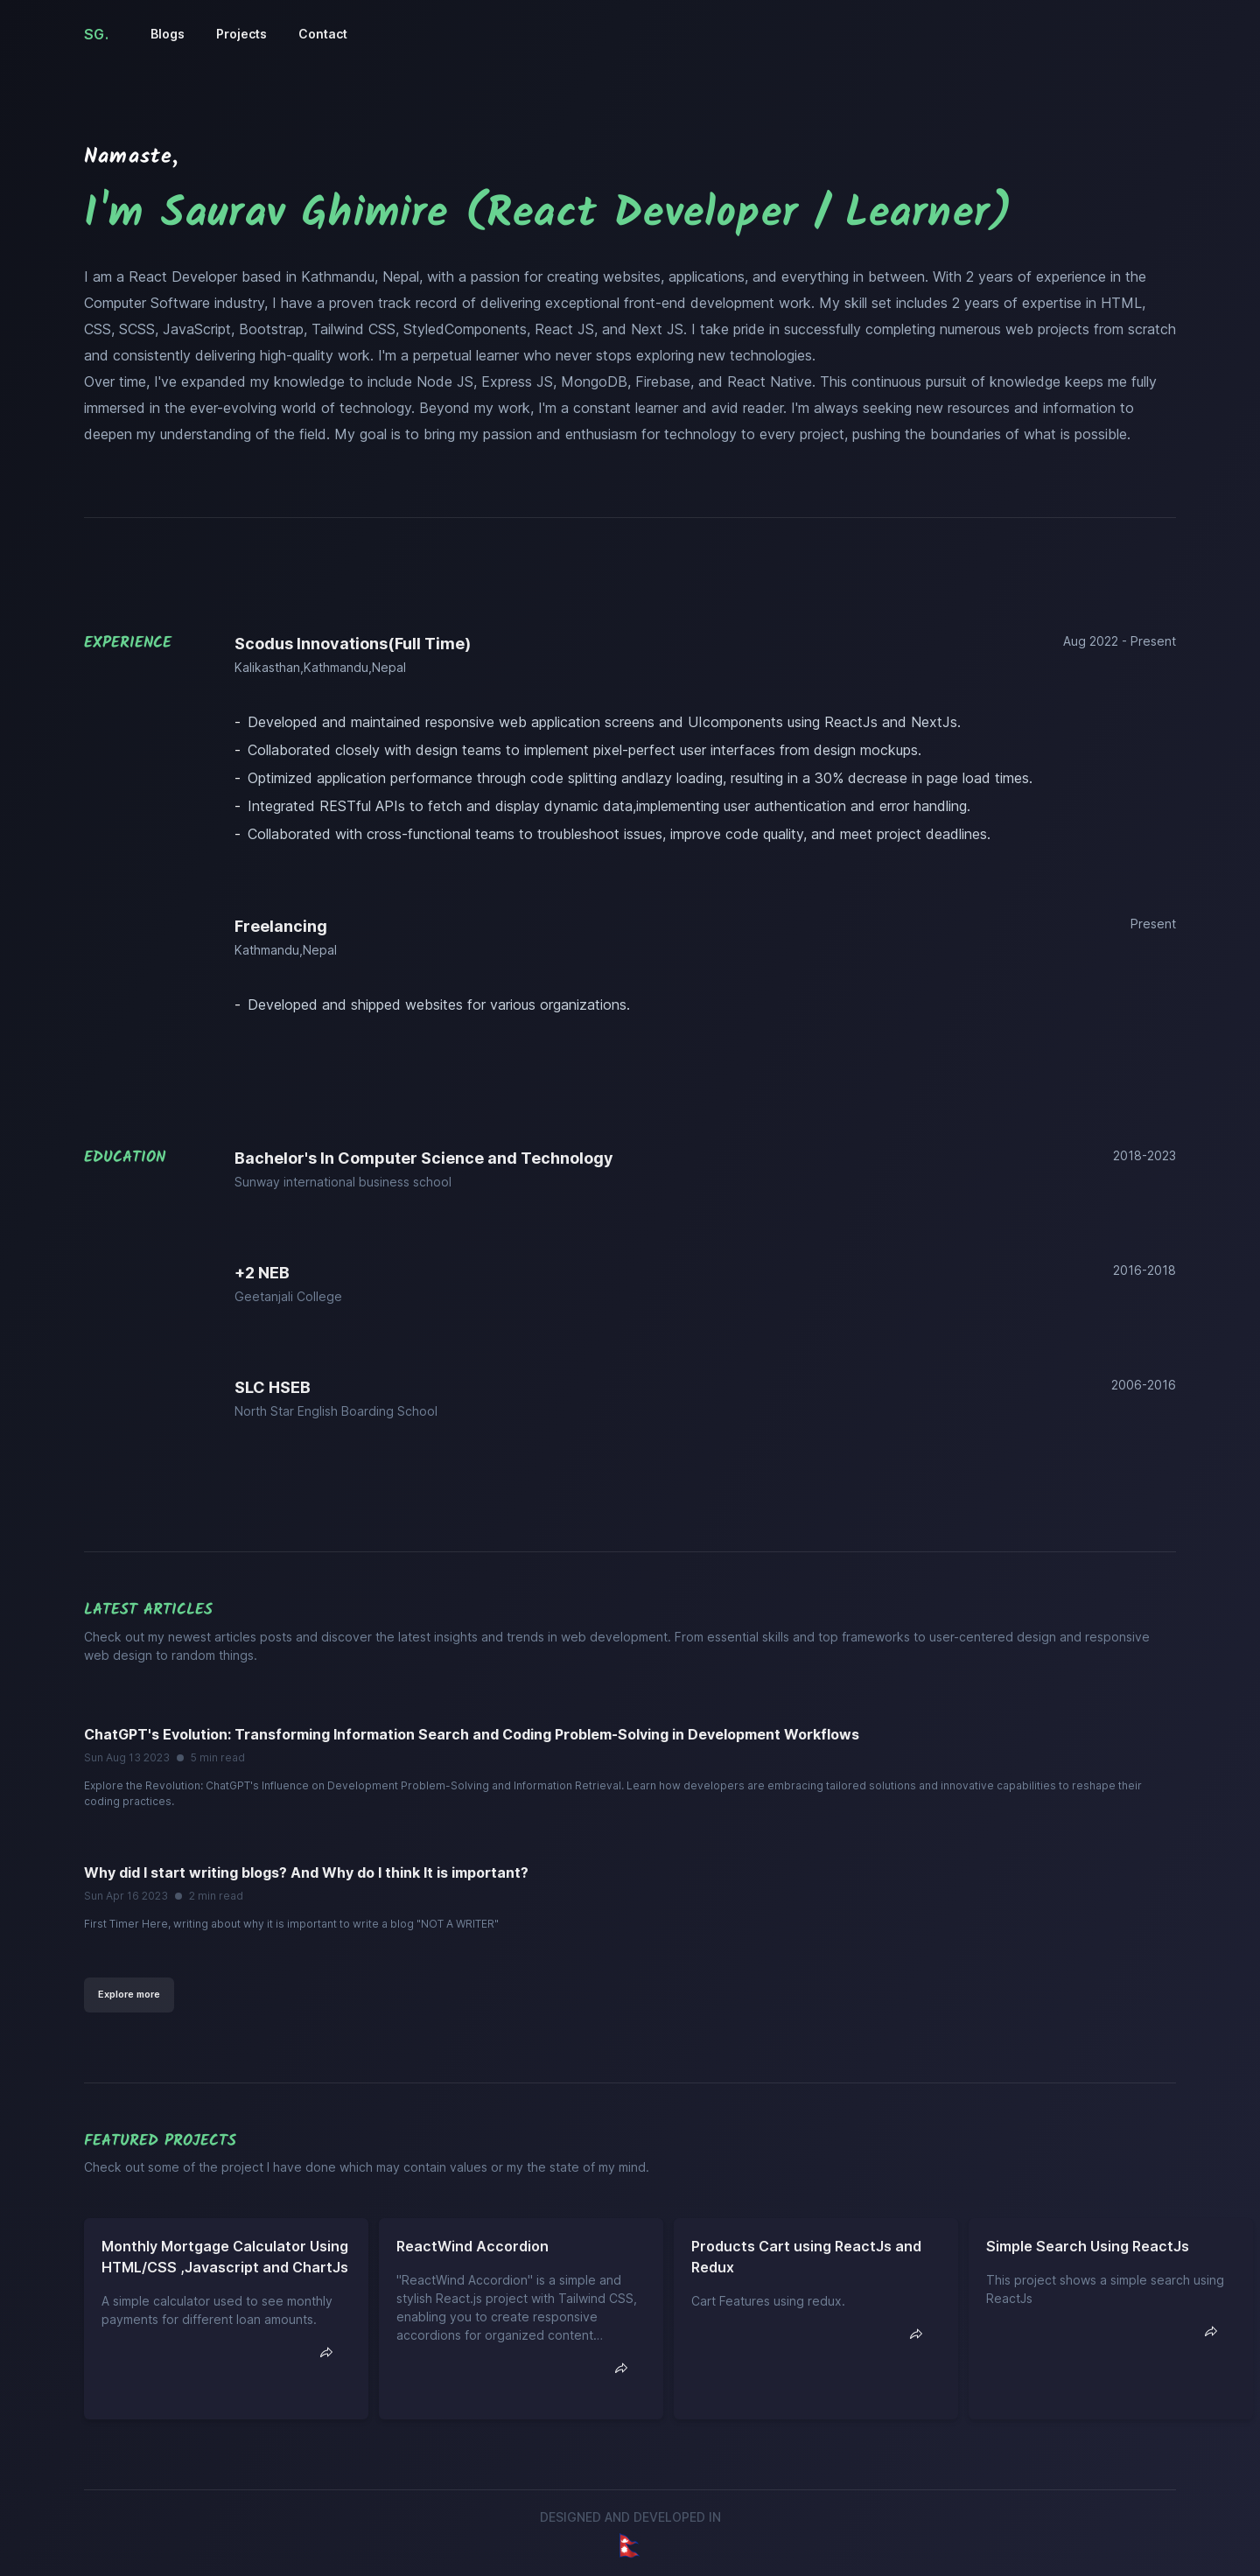 SG.
Blogs
Projects
Contact
Namaste,
I'm Saurav Ghimire (React Developer / Learner)
I am a React Developer based in Kathmandu, Nepal, with a passion for creating websites, applications, and everything in between. With 2 years of experience in the
Computer Software industry, I have a proven track record of delivering exceptional front-end development work. My skill set includes 2 years of expertise in HTML,
CSS, SCSS, JavaScript, Bootstrap, Tailwind CSS, StyledComponents, React JS, and Next JS. I take pride in successfully completing numerous web projects from scratch
and consistently delivering high-quality work. I'm a perpetual learner who never stops exploring new technologies.
Over time, I've expanded my knowledge to include Node JS, Express JS, MongoDB, Firebase, and React Native. This continuous pursuit of knowledge keeps me fully
immersed in the ever-evolving world of technology. Beyond my work, I'm a constant learner and avid reader. I'm always seeking new resources and information to
deepen my understanding of the field. My goal is to bring my passion and enthusiasm for technology to every project, pushing the boundaries of what is possible.
EXPERIENCE
Scodus Innovations(Full Time)
Aug 2022 - Present
Kalikasthan,Kathmandu,Nepal
- Developed and maintained responsive web application screens and UIcomponents using ReactJs and NextJs.
- Collaborated closely with design teams to implement pixel-perfect user interfaces from design mockups.
- Optimized application performance through code splitting andlazy loading, resulting in a 30% decrease in page load times.
- Integrated RESTful APIs to fetch and display dynamic data,implementing user authentication and error handling.
- Collaborated with cross-functional teams to troubleshoot issues, improve code quality, and meet project deadlines.
Freelancing
Present
Kathmandu,Nepal
- Developed and shipped websites for various organizations.
EDUCATION
Bachelor's In Computer Science and Technology
2018-2023
Sunway international business school
+2 NEB
2016-2018
Geetanjali College
SLC HSEB
2006-2016
North Star English Boarding School
LATEST ARTICLES
Check out my newest articles posts and discover the latest insights and trends in web development. From essential skills and top frameworks to user-centered design and responsive
web design to random things.
ChatGPT's Evolution: Transforming Information Search and Coding Problem-Solving in Development Workflows
Sun Aug 13 2023 ● 5 min read
Explore the Revolution: ChatGPT's Influence on Development Problem-Solving and Information Retrieval. Learn how developers are embracing tailored solutions and innovative capabilities to reshape their
coding practices.
Why did I start writing blogs? And Why do I think It is important?
Sun Apr 16 2023 ● 2 min read
First Timer Here, writing about why it is important to write a blog "NOT A WRITER"
Explore more
FEATURED PROJECTS
Check out some of the project I have done which may contain values or my the state of my mind.
Monthly Mortgage Calculator Using
HTML/CSS ,Javascript and ChartJs
A simple calculator used to see monthly
payments for different loan amounts.
ReactWind Accordion
"ReactWind Accordion" is a simple and
stylish React.js project with Tailwind CSS,
enabling you to create responsive
accordions for organized content...
Products Cart using ReactJs and
Redux
Cart Features using redux.
Simple Search Using ReactJs
This project shows a simple search using
ReactJs
DESIGNED AND DEVELOPED IN